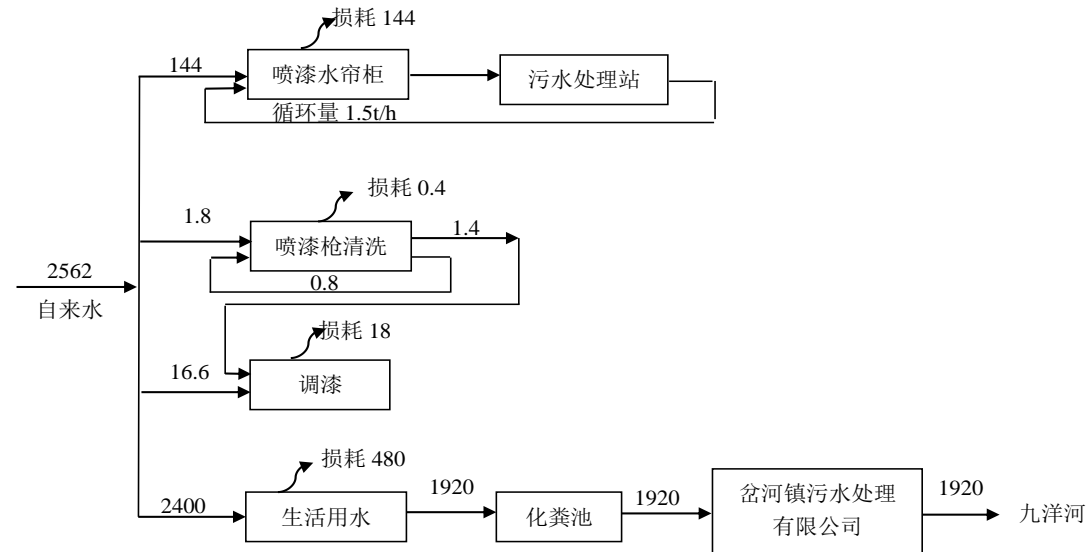 损耗 144
144
喷漆水帘柜
污水处理站
循环量 1.5t/h
损耗 0.4
1.8
喷漆枪清洗
1.4
0.8
2562
自来水
损耗 18
16.6
调漆
损耗 480
2400
生活用水
1920
化粪池
1920
岔河镇污水处理
有限公司
1920
九洋河